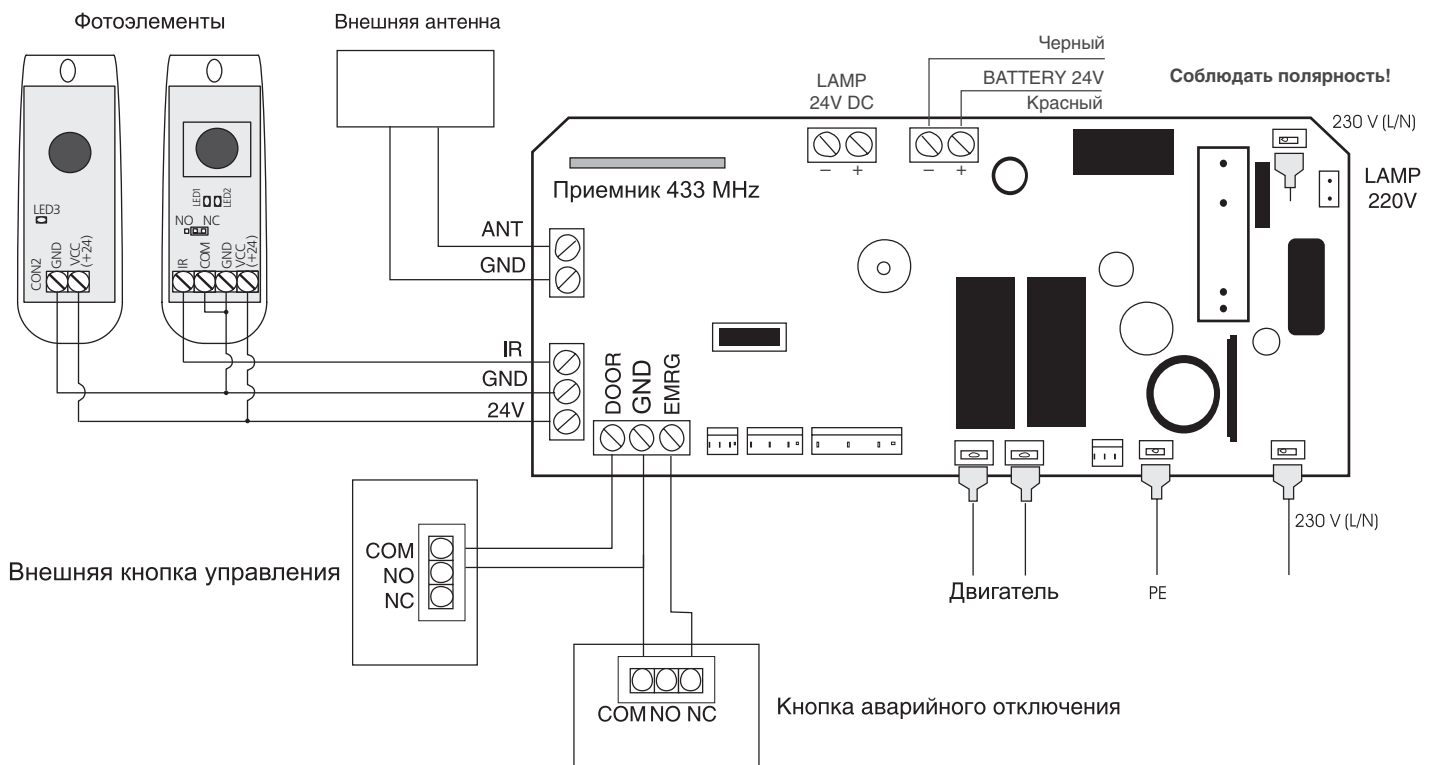 Фотоэлементы
Внешняя антенна
Черный
LAMP
24V DC
BATTERY 24V
Красный
Соблюдать полярность!
230 V (L/N)
– +
– +
LAMP
220V
Приемник 433 MHz
ANT
GND
LED3
CON2
GND
VCC
(+24)
LED1
LED2
NO NC
IR
COM
GND
VCC
(+24)
IR
GND
24V
DOOR
GND
EMRG
230 V (L/N)
Двигатель
PE
Внешняя кнопка управления
COM
NO
NC
COM NO NC
Кнопка аварийного отключения